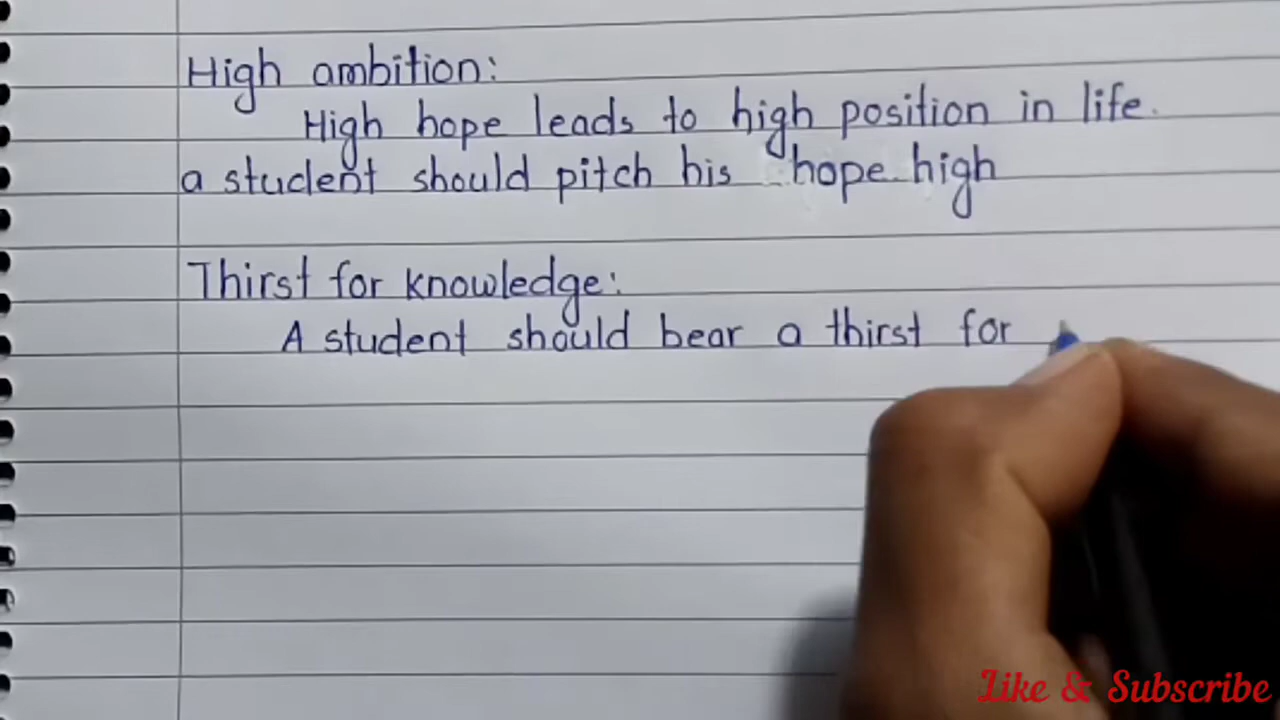 High ambition:
High hope leads to high position in life.
a student should pitch his hope high
Thirst for knowledge:
A student should bear a thirst for
Like & Subscribe